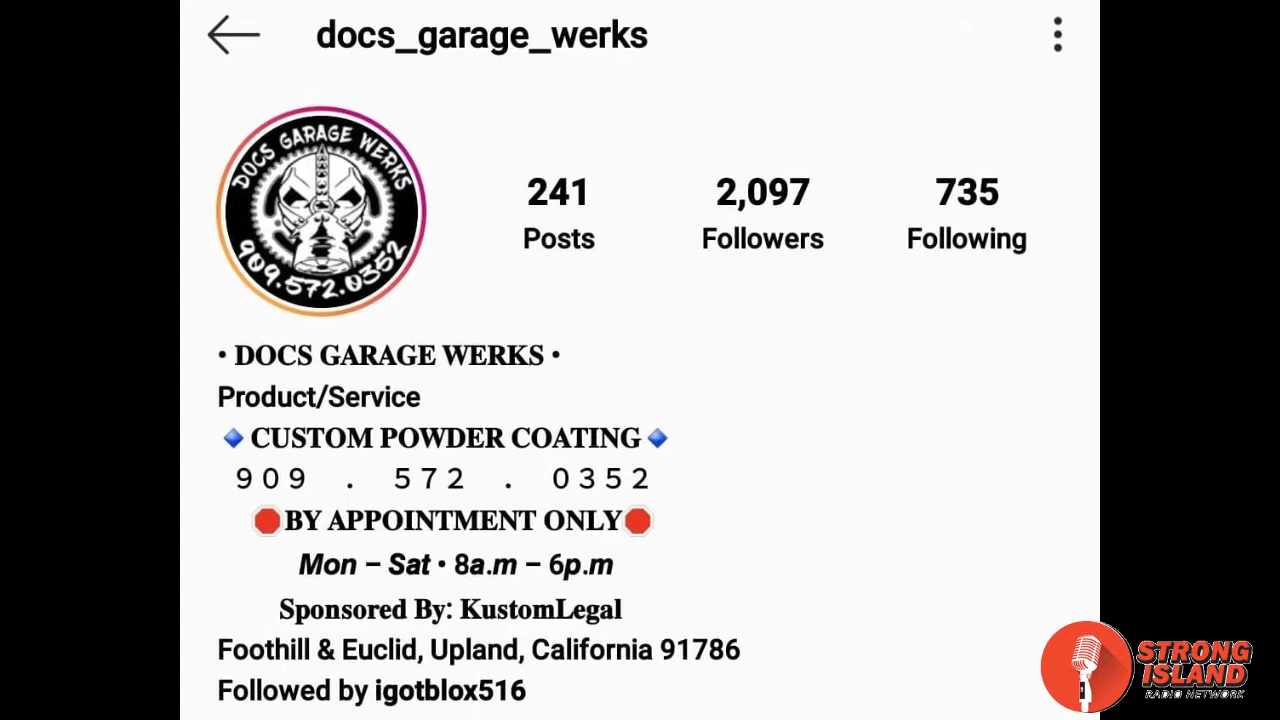 docs_garage_werks
DOCS GARAGE WERKS
909.572.0352
241
Posts
2,097
Followers
735
Following
• DOCS GARAGE WERKS •
Product/Service
🔹CUSTOM POWDER COATING🔹
909 . 572 . 0352
🛑BY APPOINTMENT ONLY🛑
Mon – Sat • 8a.m – 6p.m
Sponsored By: KustomLegal
Foothill & Euclid, Upland, California 91786
Followed by igotblox516
STRONG
ISLAND
RADIO NETWORK